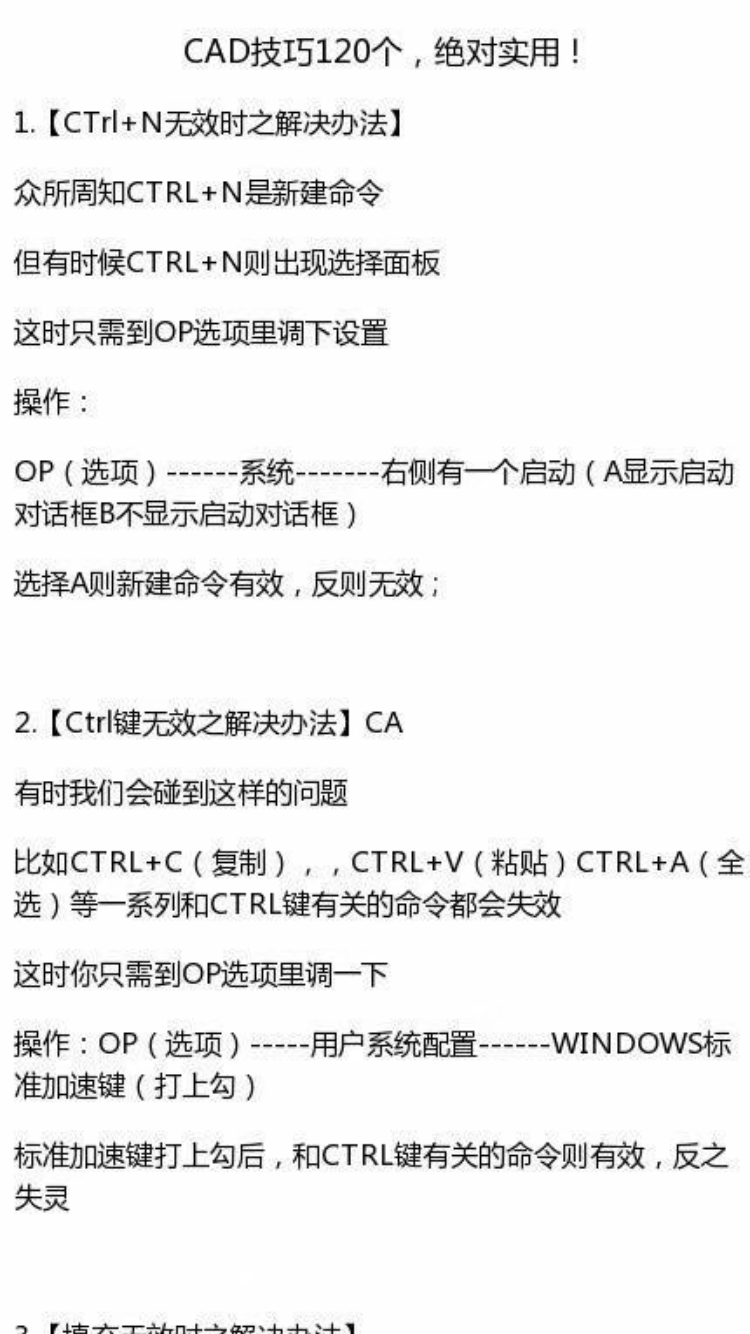 CAD技巧120个，绝对实用！
1.【CTrl+N无效时之解决办法】
众所周知CTRL+N是新建命令
但有时候CTRL+N则出现选择面板
这时只需到OP选项里调下设置
操作：
OP（选项）------系统-------右侧有一个启动（A显示启动
对话框B不显示启动对话框）
选择A则新建命令有效，反则无效；
2.【Ctrl键无效之解决办法】CA
有时我们会碰到这样的问题
比如CTRL+C（复制），，CTRL+V（粘贴）CTRL+A（全
选）等一系列和CTRL键有关的命令都会失效
这时你只需到OP选项里调一下
操作：OP（选项）-----用户系统配置------WINDOWS标
准加速键（打上勾）
标准加速键打上勾后，和CTRL键有关的命令则有效，反之
失灵
3.【填充无效时之解决办法】